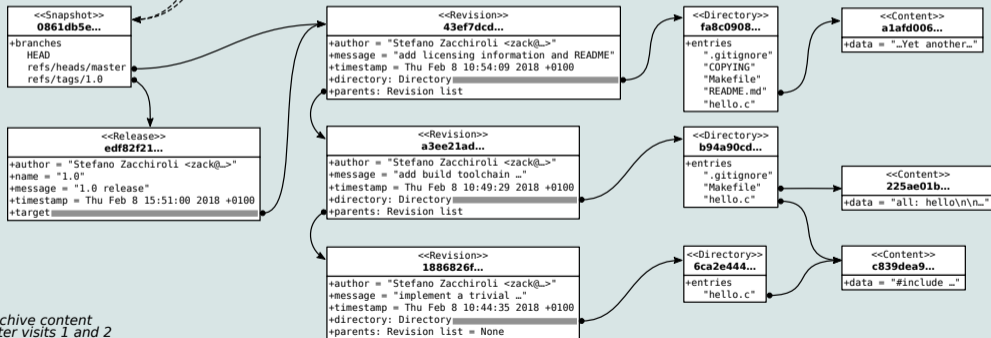 <<Snapshot>>
0861db5e...
+branches
HEAD
refs/heads/master
refs/tags/1.0
<<Release>>
edf82f21...
+author = "Stefano Zacchiroli <zack@…>"
+name = "1.0"
+message = "1.0 release"
+timestamp = Thu Feb 8 15:51:00 2018 +0100
+target
<<Revision>>
43ef7dcd...
+author = "Stefano Zacchiroli <zack@…>"
+message = "add licensing information and README"
+timestamp = Thu Feb 8 10:54:09 2018 +0100
+directory: Directory
+parents: Revision list
<<Revision>>
a3ee21ad...
+author = "Stefano Zacchiroli <zack@…>"
+message = "add build toolchain …"
+timestamp = Thu Feb 8 10:49:29 2018 +0100
+directory: Directory
+parents: Revision list
<<Revision>>
1886826f...
+author = "Stefano Zacchiroli <zack@…>"
+message = "implement a trivial …"
+timestamp = Thu Feb 8 10:44:35 2018 +0100
+directory: Directory
+parents: Revision list = None
<<Directory>>
fa8c0908...
+entries
".gitignore"
"COPYING"
"Makefile"
"README.md"
"hello.c"
<<Directory>>
b94a90cd...
+entries
".gitignore"
"Makefile"
"hello.c"
<<Directory>>
6ca2e444...
+entries
"hello.c"
<<Content>>
a1afd006...
+data = "…Yet another…"
<<Content>>
225ae01b...
+data = "all: hello\n\n…"
<<Content>>
c839dea9...
+data = "#include …"
chive content
ter visits 1 and 2